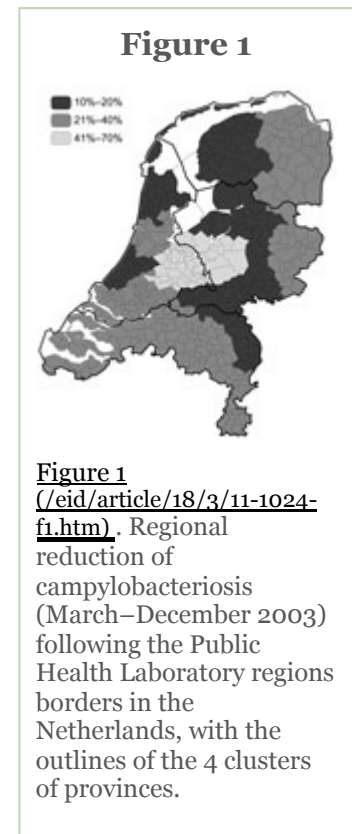 Figure 1
10%–20%
21%–40%
41%–70%
Figure 1
(/eid/article/18/3/11-1024-
f1.htm) . Regional
reduction of
campylobacteriosis
(March–December 2003)
following the Public
Health Laboratory regions
borders in the
Netherlands, with the
outlines of the 4 clusters
of provinces.